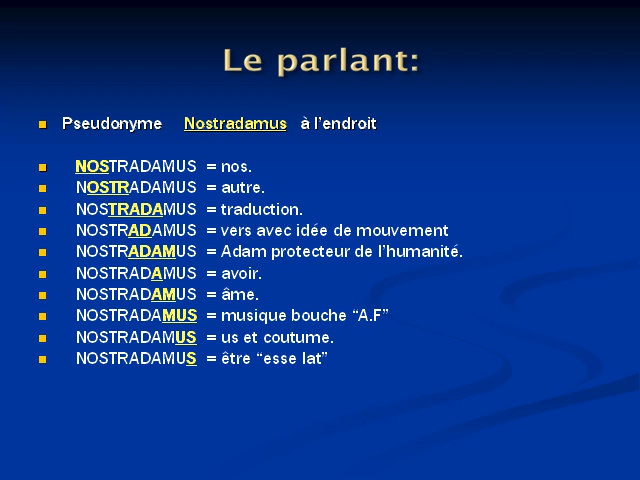 Le parlant:
Pseudonyme Nostradamus à l'endroit
NOSTRADAMUS = nos.
NOSTRADAMUS = autre.
NOSTRADAMUS = traduction.
NOSTRADAMUS = vers avec idée de mouvement
NOSTRADAMUS = Adam protecteur de l'humanité.
NOSTRADAMUS = avoir.
NOSTRADAMUS = âme.
NOSTRADAMUS = musique bouche “A.F”
NOSTRADAMUS = us et coutume.
NOSTRADAMUS = être “esse lat”